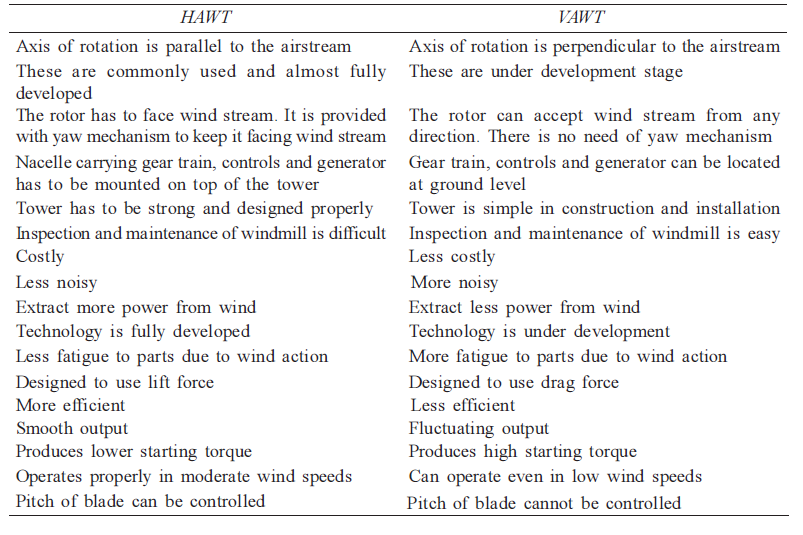 HAWT VAWT
Axis of rotation is parallel to the airstream Axis of rotation is perpendicular to the airstream
These are commonly used and almost fully These are under development stage
developed
The rotor has to face wind stream. It is provided The rotor can accept wind stream from any
with yaw mechanism to keep it facing wind stream direction. There is no need of yaw mechanism
Nacelle carrying gear train, controls and generator Gear train, controls and generator can be located
has to be mounted on top of the tower at ground level
Tower has to be strong and designed properly Tower is simple in construction and installation
Inspection and maintenance of windmill is difficult Inspection and maintenance of windmill is easy
Costly Less costly
Less noisy More noisy
Extract more power from wind Extract less power from wind
Technology is fully developed Technology is under development
Less fatigue to parts due to wind action More fatigue to parts due to wind action
Designed to use lift force Designed to use drag force
More efficient Less efficient
Smooth output Fluctuating output
Produces lower starting torque Produces high starting torque
Operates properly in moderate wind speeds Can operate even in low wind speeds
Pitch of blade can be controlled Pitch of blade cannot be controlled